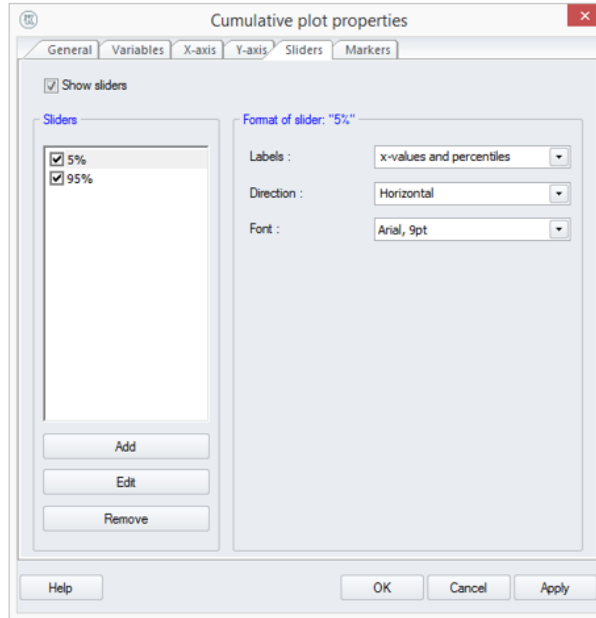 Cumulative plot properties
General Variables X-axis Y-axis Sliders Markers
Show sliders
Sliders
5%
95%
Add
Edit
Remove
Format of slider: "5%"
Labels : x-values and percentiles
Direction : Horizontal
Font : Arial, 9pt
Help OK Cancel Apply